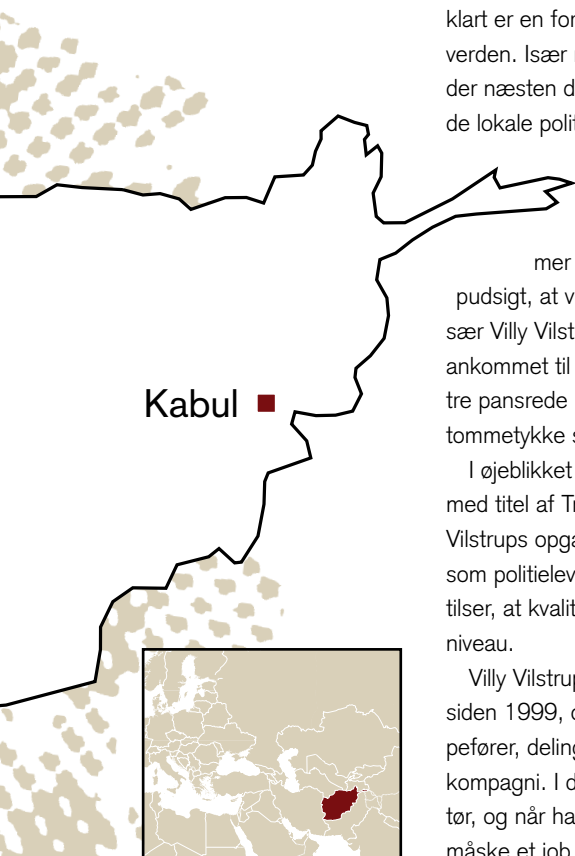 klart er en for
verden. Især
der næsten d
de lokale polit
mer
pudsigt, at v
sær Villy Vilst
ankommet til
tre pansrede
tommetykke s
I øjeblikket
med titel af Tr
Vilstrups opga
som politielev
tilser, at kvalit
niveau.
Villy Vilstrup
siden 1999, o
pefører, deling
kompagni. I d
tør, og når ha
måske et job
Kabul